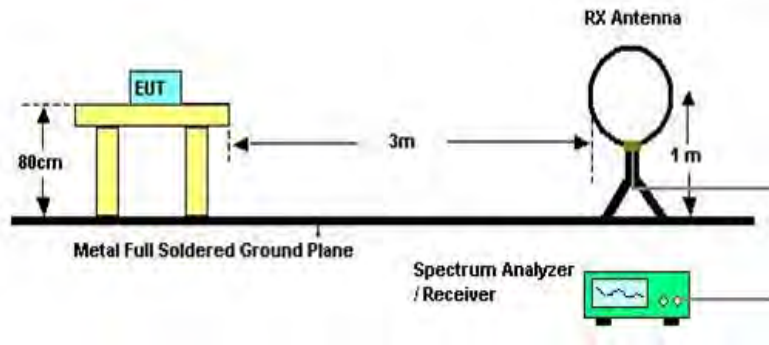 RX Antenna
EUT
80cm
3m
1 m
Metal Full Soldered Ground Plane
Spectrum Analyzer
/ Receiver